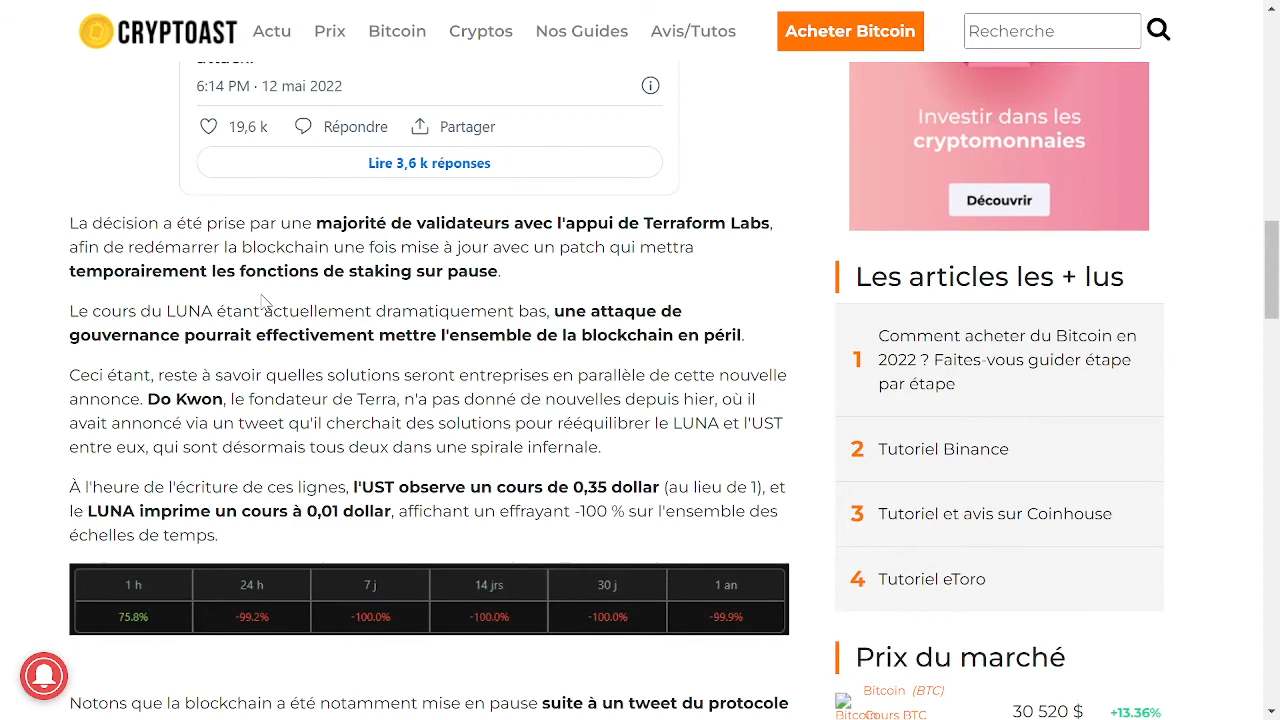 CRYPTOAST
Actu Prix Bitcoin Cryptos Nos Guides Avis/Tutos
Acheter Bitcoin
Recherche
6:14 PM · 12 mai 2022
19,6 k Répondre Partager
Lire 3,6 k réponses
La décision a été prise par une majorité de validateurs avec l'appui de Terraform Labs,
afin de redémarrer la blockchain une fois mise à jour avec un patch qui mettra
temporairement les fonctions de staking sur pause.
Le cours du LUNA étant actuellement dramatiquement bas, une attaque de
gouvernance pourrait effectivement mettre l'ensemble de la blockchain en péril.
Ceci étant, reste à savoir quelles solutions seront entreprises en parallèle de cette nouvelle
annonce. Do Kwon, le fondateur de Terra, n'a pas donné de nouvelles depuis hier, où il
avait annoncé via un tweet qu'il cherchait des solutions pour rééquilibrer le LUNA et l'UST
entre eux, qui sont désormais tous deux dans une spirale infernale.
À l'heure de l'écriture de ces lignes, l'UST observe un cours de 0,35 dollar (au lieu de 1), et
le LUNA imprime un cours à 0,01 dollar, affichant un effrayant -100 % sur l'ensemble des
échelles de temps.
1 h 24 h 7 j 14 jrs 30 j 1 an
75.8% -99.2% -100.0% -100.0% -100.0% -99.9%
Notons que la blockchain a été notamment mise en pause suite à un tweet du protocole
Investir dans les
cryptomonnaies
Découvrir
Les articles les + lus
1 Comment acheter du Bitcoin en
2022 ? Faites-vous guider étape
par étape
2 Tutoriel Binance
3 Tutoriel et avis sur Coinhouse
4 Tutoriel eToro
Prix du marché
Bitcoin (BTC)
Cours BTC 30 520 $ +13.36%